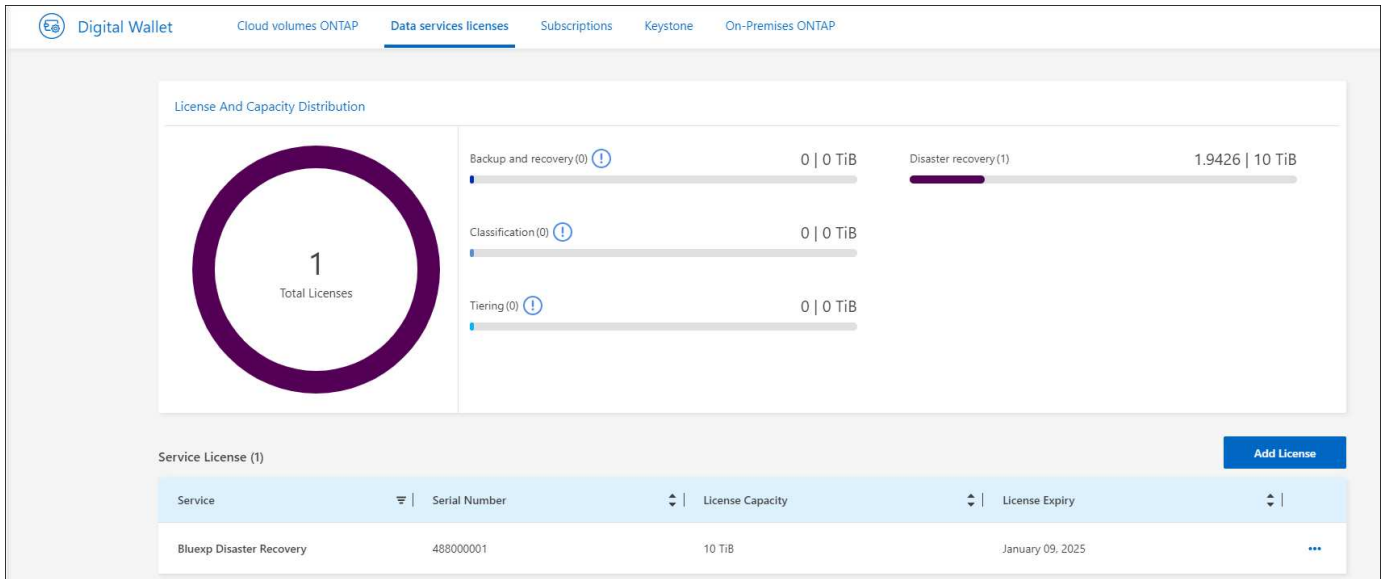 Digital Wallet Cloud volumes ONTAP Data services licenses Subscriptions Keystone On-Premises ONTAP
License And Capacity Distribution
Backup and recovery (0) 0 | 0 TiB Disaster recovery (1) 1.9426 | 10 TiB
Classification (0) 0 | 0 TiB
1
Total Licenses
Tiering (0) 0 | 0 TiB
Service License (1) Add License
Service Serial Number License Capacity License Expiry
Bluexp Disaster Recovery 488000001 10 TiB January 09, 2025